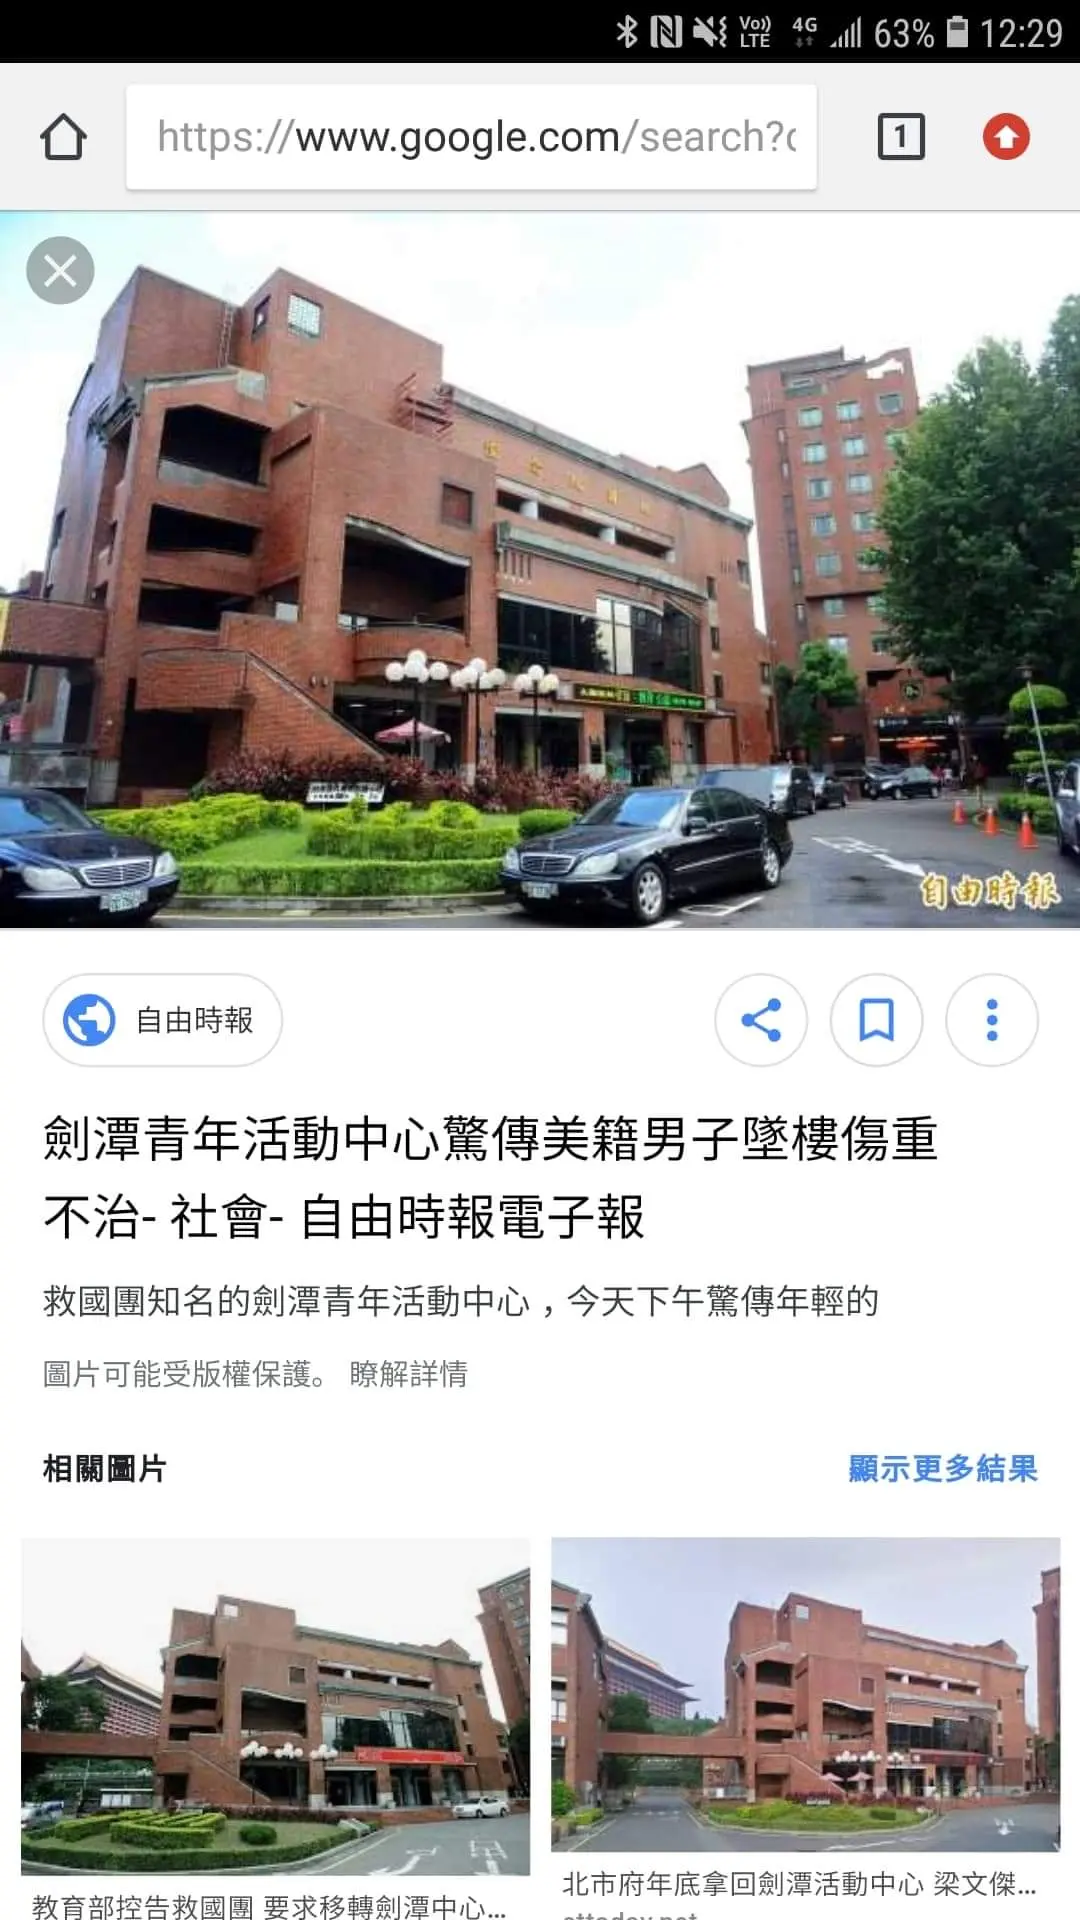 Vo))
LTE
4G
63%
12:29
https://www.google.com/search?
1
自由時報
自由時報
劍潭青年活動中心驚傳美籍男子墜樓傷重
不治- 社會- 自由時報電子報
救國團知名的劍潭青年活動中心，今天下午驚傳年輕的
圖片可能受版權保護。 瞭解詳情
相關圖片
顯示更多結果
教育部控告救國團 要求移轉劍潭中心...
北市府年底拿回劍潭活動中心 梁文傑...